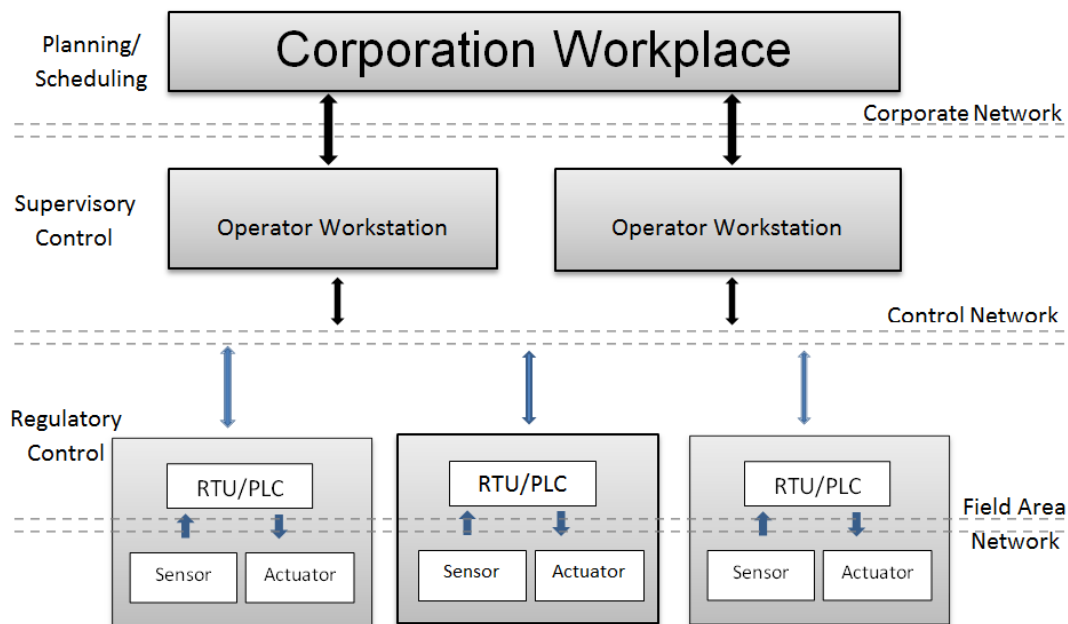 Planning/
Scheduling
Corporation Workplace
Corporate Network
Supervisory
Control
Operator Workstation
Operator Workstation
Control Network
Regulatory
Control
RTU/PLC
RTU/PLC
RTU/PLC
Field Area
Network
Sensor
Actuator
Sensor
Actuator
Sensor
Actuator